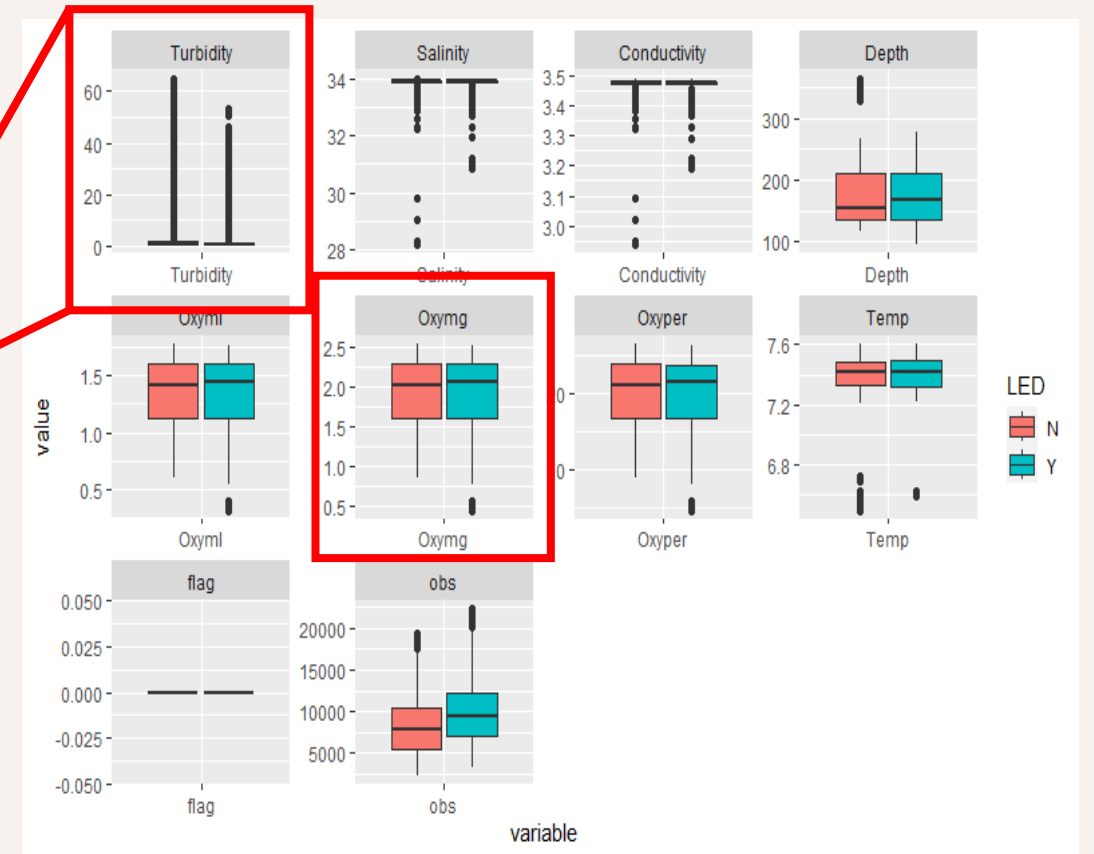 Turbidity Salinity Conductivity Depth
60 34 3.5 300
40 32 3.4 200
20 30 3.3 100
0 28 3.2
3.1
3.0
Turbidity Salinity Conductivity Depth
Oxyml Oxymg Oxyper Temp
1.5 2.5 0 7.6
1.0 2.0 0 7.2
0.5 1.5 6.8
1.0
0.5
Oxyml Oxymg Oxyper Temp
value
LED
N
Y
flag obs
0.050 20000
0.025 15000
0.000 10000
-0.025 5000
-0.050
flag obs
variable